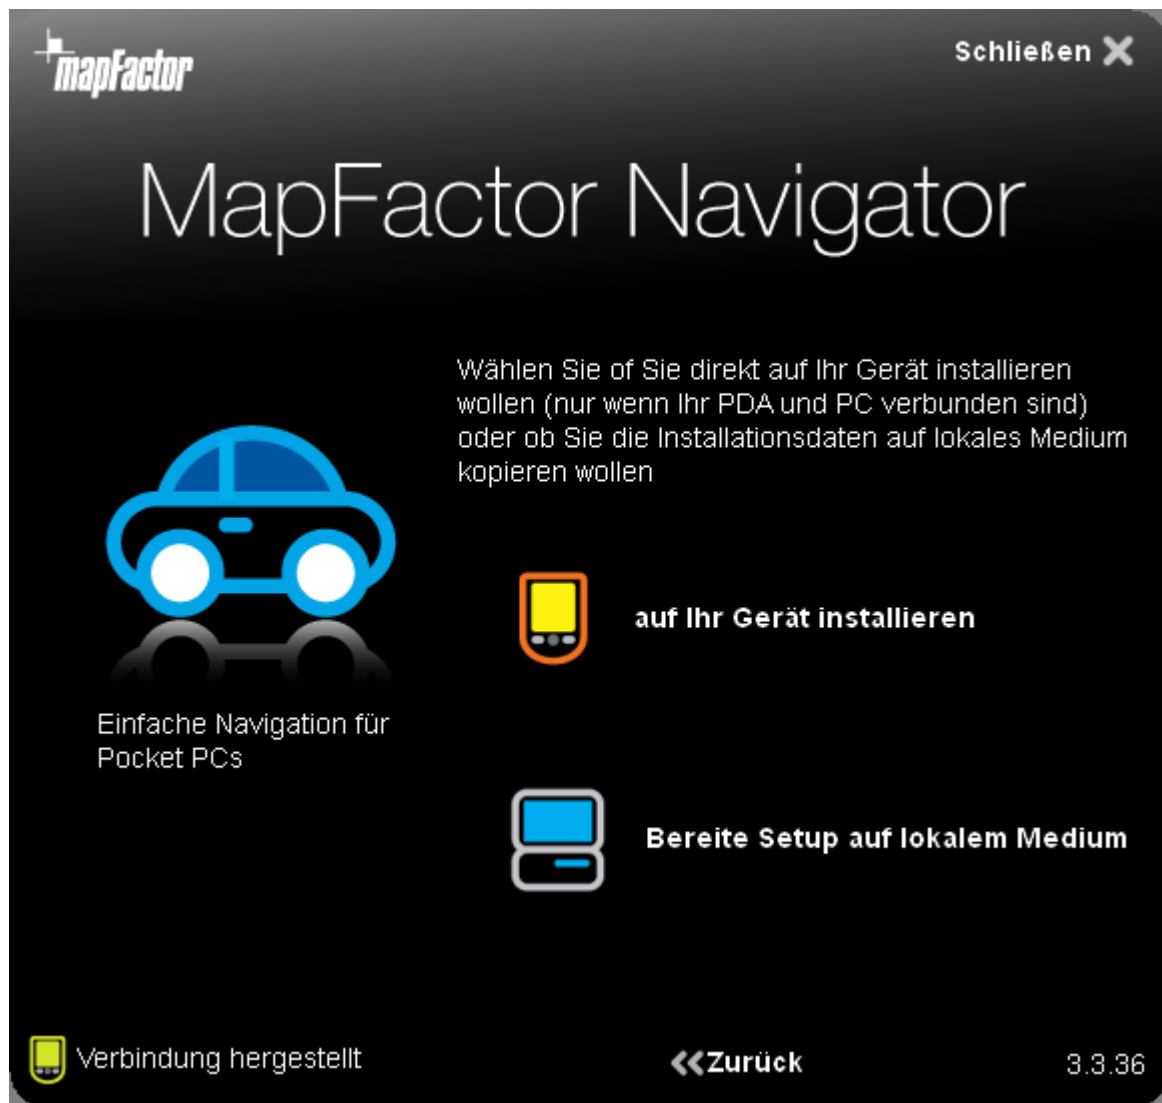 mapFactor
Schließen
MapFactor Navigator
Wählen Sie of Sie direkt auf Ihr Gerät installieren
wollen (nur wenn Ihr PDA und PC verbunden sind)
oder ob Sie die Installationsdaten auf lokales Medium
kopieren wollen
auf Ihr Gerät installieren
Einfache Navigation für
Pocket PCs
Bereite Setup auf lokalem Medium
Verbindung hergestellt
Zurück
3.3.36